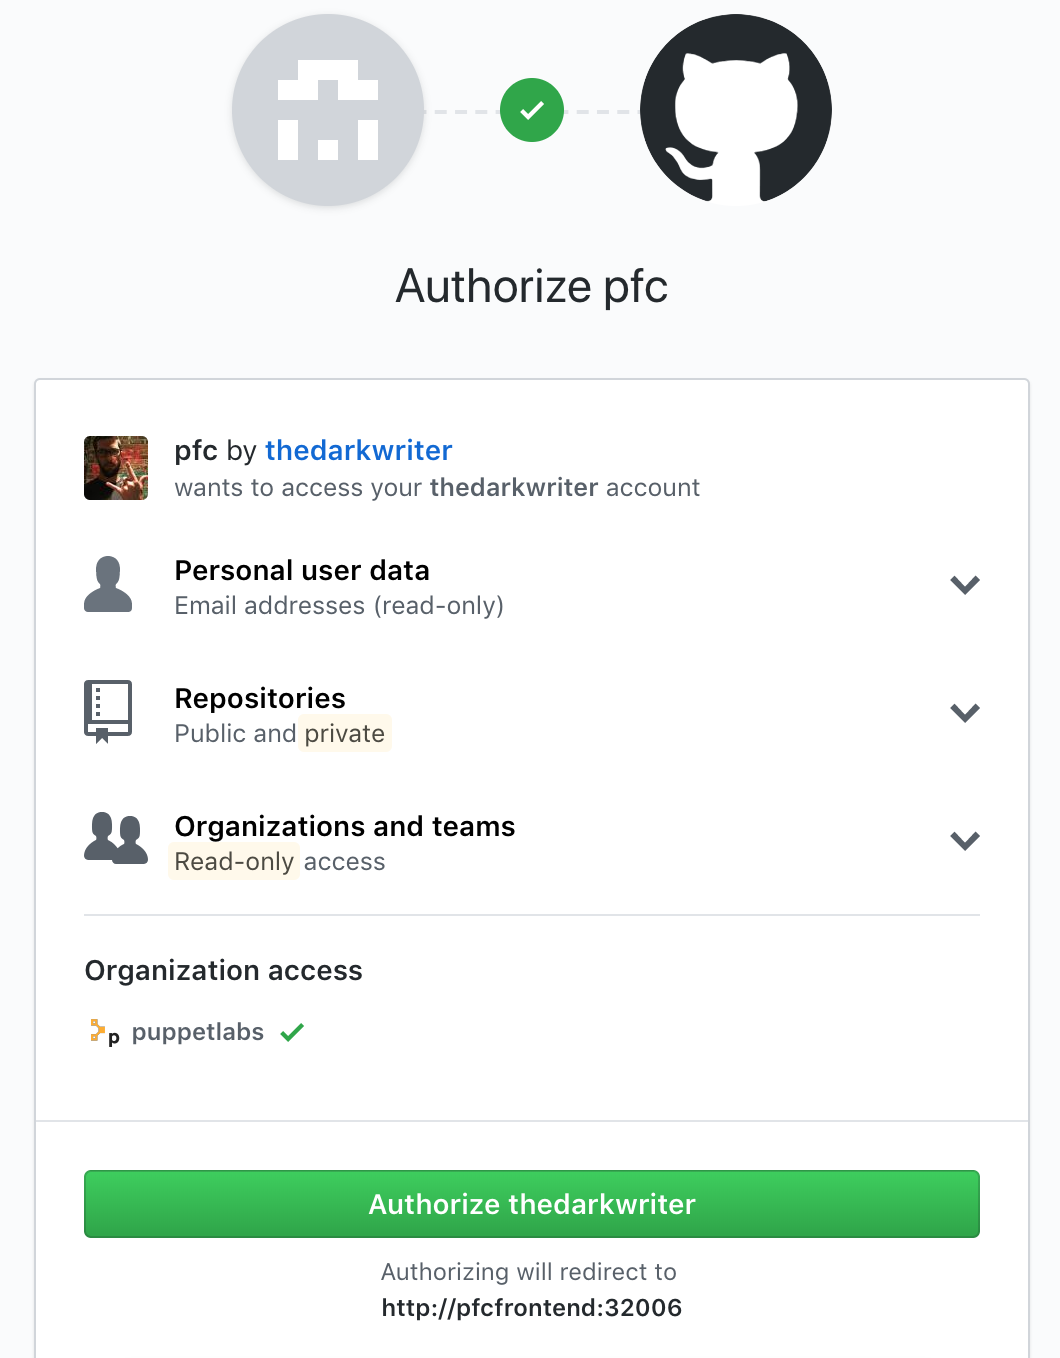 Authorize pfc
pfc by thedarkwriter
wants to access your thedarkwriter account
Personal user data
Email addresses (read-only)
Repositories
Public and private
Organizations and teams
Read-only access
Organization access
p puppetlabs
Authorize thedarkwriter
Authorizing will redirect to
http://pfcfrontend:32006